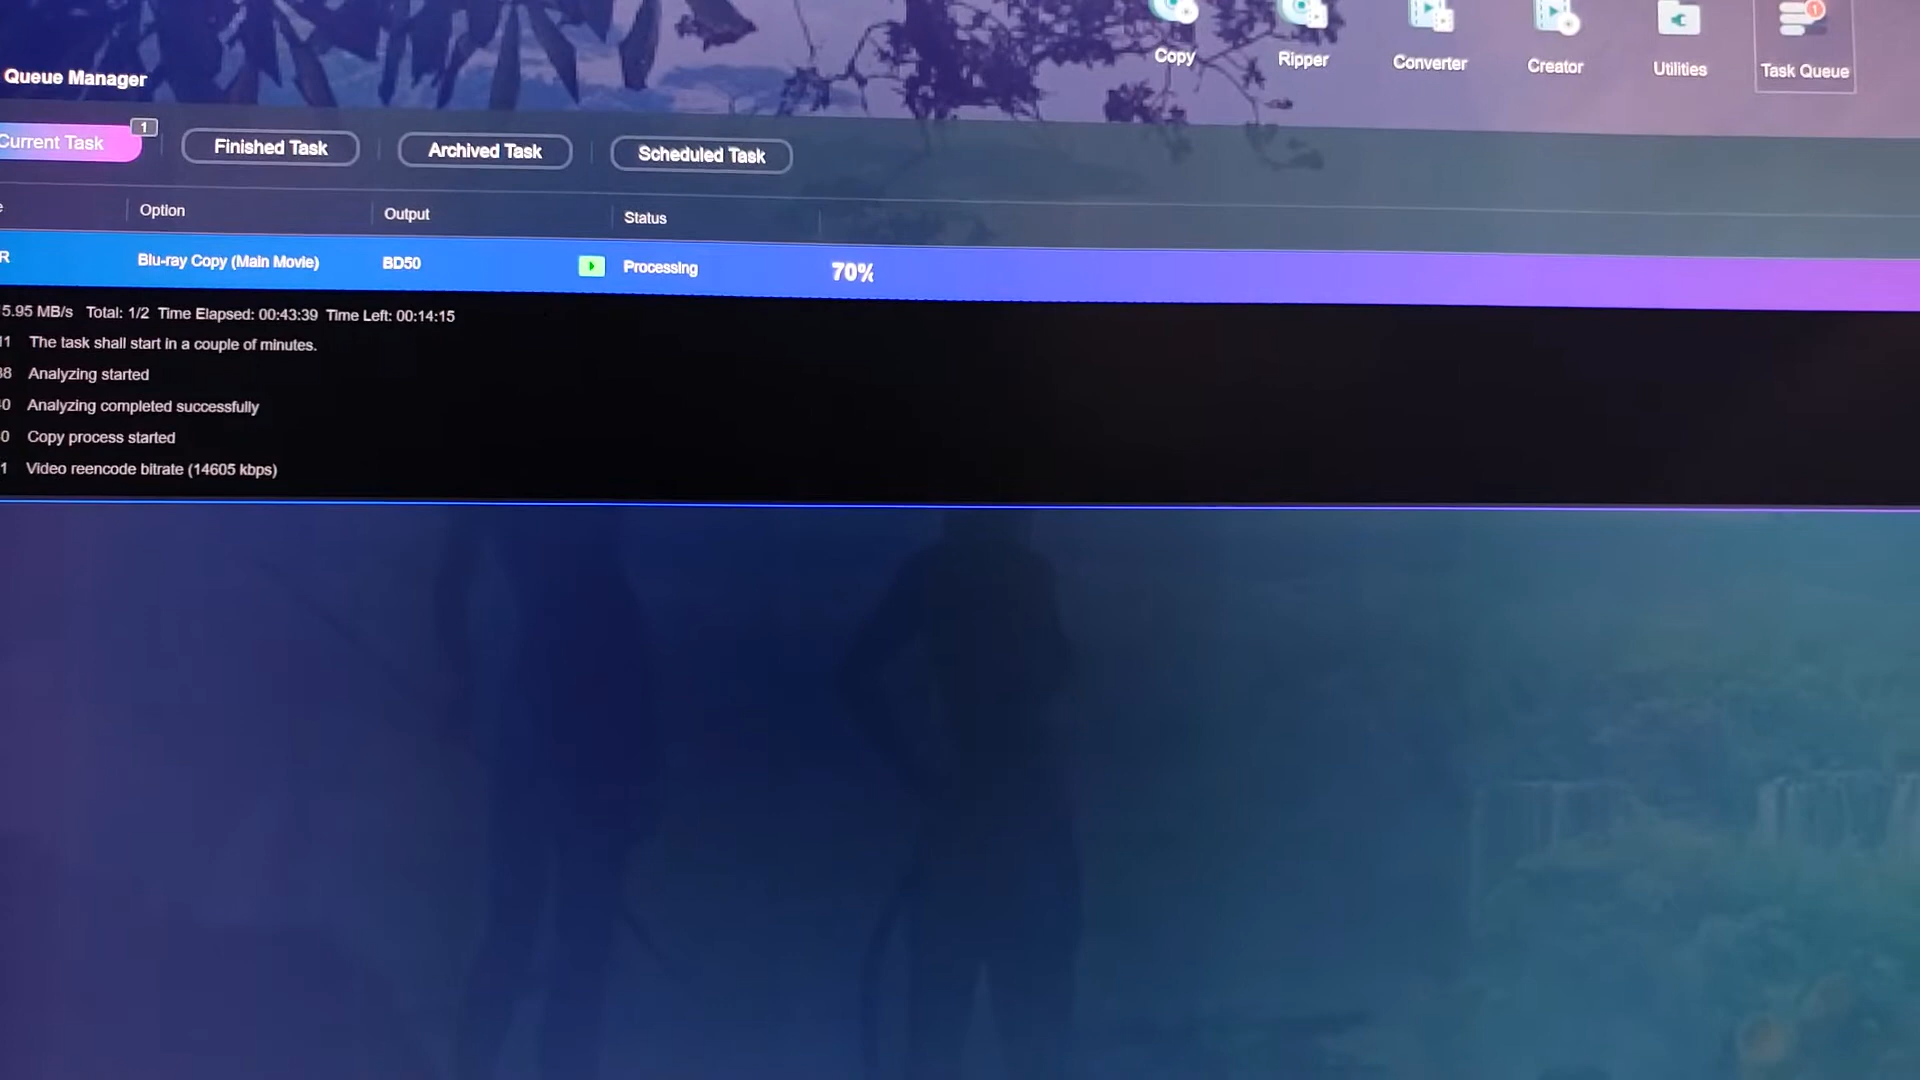 Copy
Ripper
Converter
Creator
Utilities
1
Task Queue
Queue Manager
Current Task
1
Finished Task
Archived Task
Scheduled Task
Option
Output
Status
R
Blu-ray Copy (Main Movie)
BD50
Processing
70%
5.95 MB/s Total: 1/2 Time Elapsed: 00:43:39 Time Left: 00:14:15
The task shall start in a couple of minutes.
Analyzing started
Analyzing completed successfully
Copy process started
Video reencode bitrate (14605 kbps)